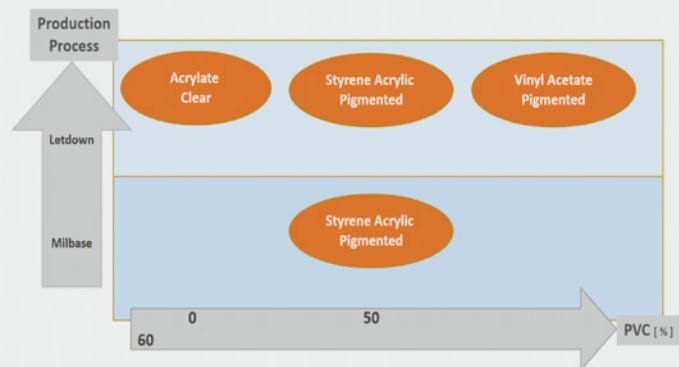 Production
Process
Acrylate
Clear
Styrene Acrylic
Pigmented
Vinyl Acetate
Pigmented
Letdown
Styrene Acrylic
Pigmented
Milbase
0
50
60
PVC [ % ]